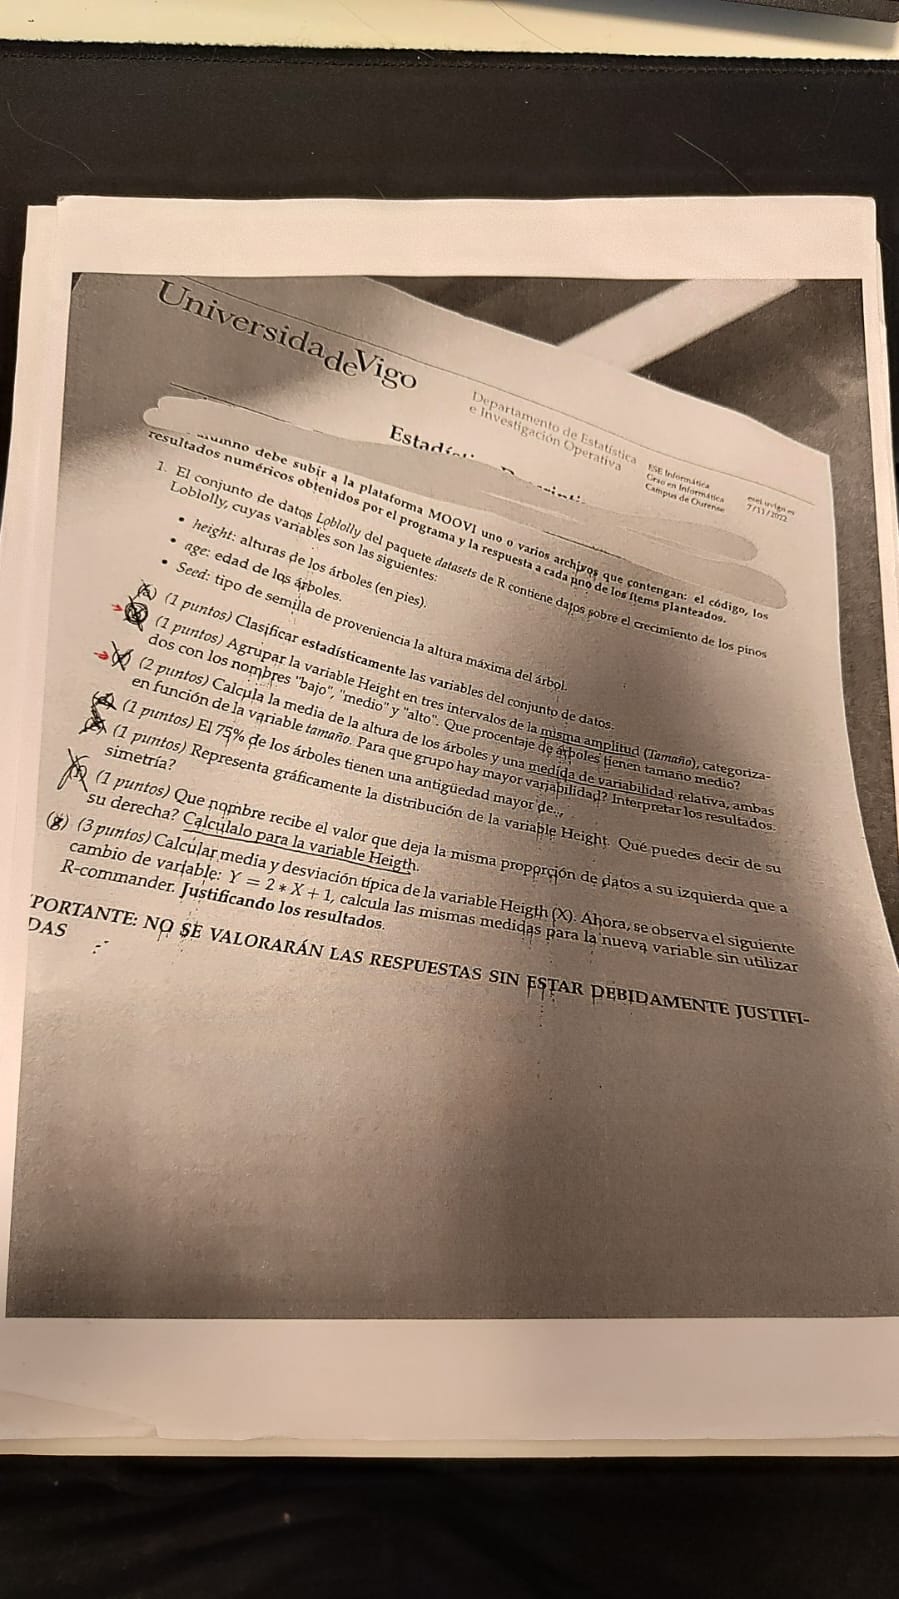 UniversidadeVigo
Departamento de Estatística
e Investigación Operativa
ESE Informática
Grao en Informática
Campus de Ourense
7/11/2022
debe subir a la plataforma MOOVI uno o varios archivos que contengan: el código, los
resultados numéricos obtenidos por el programa y la respuesta a cada uno de los ítems planteados.
1. El conjunto de datos Loblolly del paquete datasets de R contiene datos sobre el crecimiento de los pinos
Loblolly, cuyas variables son las siguientes:
• height: alturas de los árboles (en pies).
• age: edad de los árboles.
• Seed: tipo de semilla de proveniencia la altura máxima del árbol.
(1 puntos) Clasificar estadísticamente las variables del conjunto de datos.
(1 puntos) Agrupar la variable Height en tres intervalos de la misma amplitud (Tamaño), categoriza-
dos con los nombres "bajo", "medio" y "alto". Que procentaje de árboles tienen tamaño medio?
(2 puntos) Calcula la media de la altura de los árboles y una medida de variabilidad relativa, ambas
en función de la variable tamaño. Para que grupo hay mayor variabilidad? Interpretar los resultados.
(1 puntos) El 75% de los árboles tienen una antigüedad mayor de...
(1 puntos) Representa gráficamente la distribución de la variable Height. Qué puedes decir de su
simetría?
(1 puntos) Que nombre recibe el valor que deja la misma proporción de datos a su izquierda que a
su derecha? Calculalo para la variable Heigth.
(g) (3 puntos) Calcular media y desviación típica de la variable Heigth (X). Ahora, se observa el siguiente
cambio de variable: Y = 2 * X + 1, calcula las mismas medidas para la nueva variable sin utilizar
R-commander. Justificando los resultados.
PORTANTE: NO SE VALORARÁN LAS RESPUESTAS SIN ESTAR DEBIDAMENTE JUSTIFI-
DAS